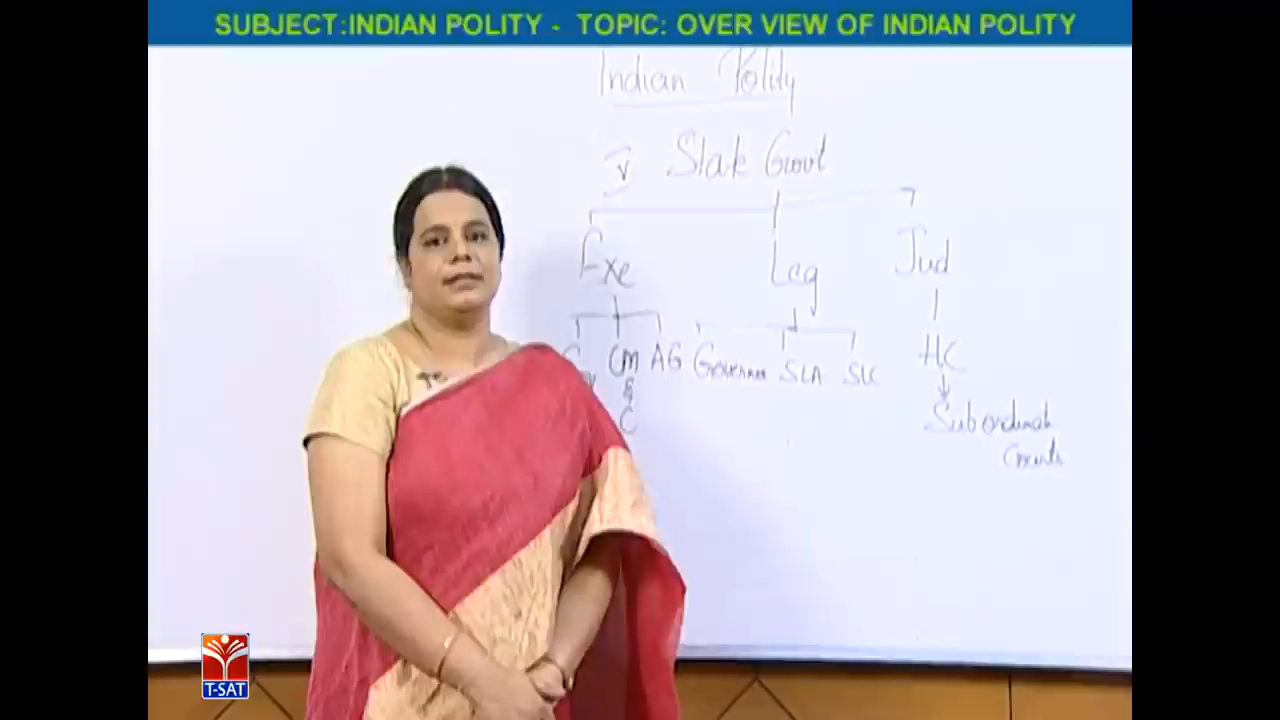 SUBJECT:INDIAN POLITY - TOPIC: OVER VIEW OF INDIAN POLITY
Indian Polity
V State Govt
Exe Leg Jud
G CM AG Governor SLA SLC HC
&
C Subordinate
Courts
T-SAT